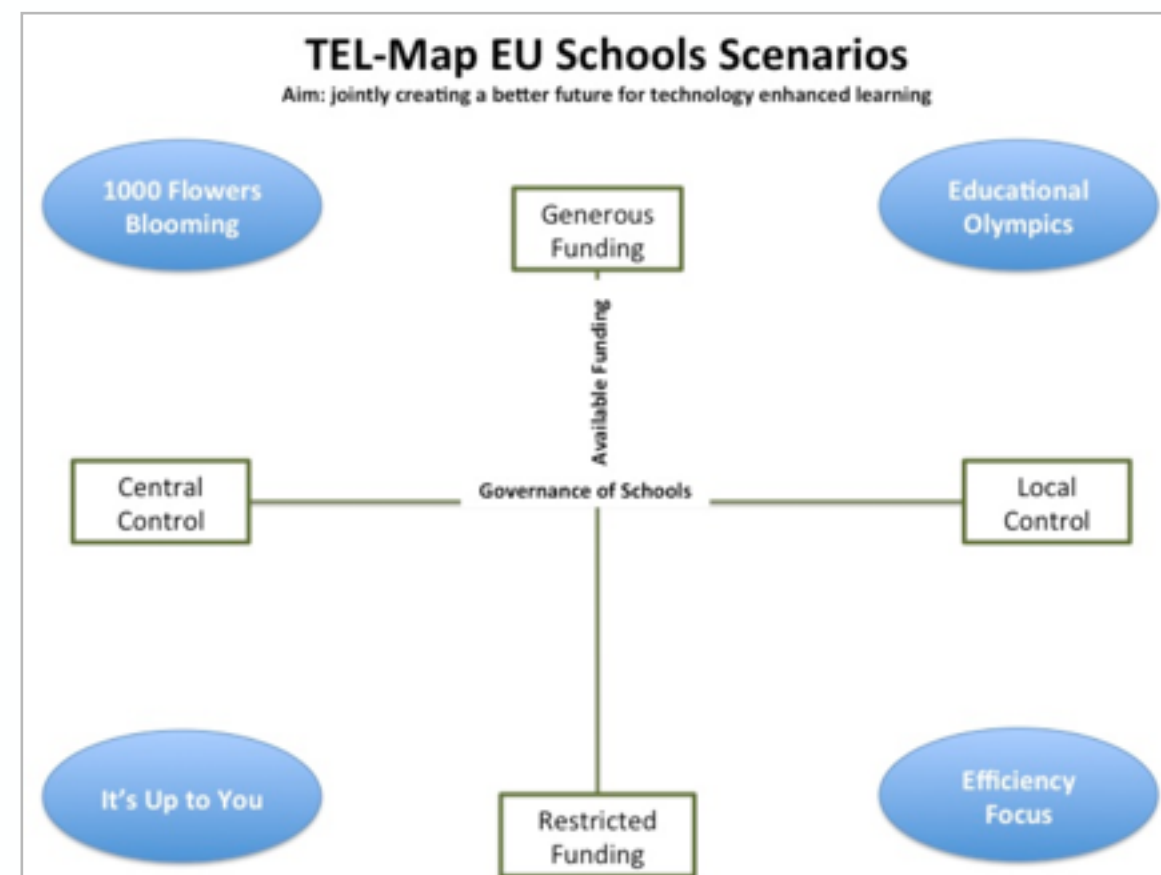 TEL-Map EU Schools Scenarios
Aim: jointly creating a better future for technology enhanced learning
1000 Flowers
Blooming
Generous
Funding
Educational
Olympics
Available Funding
Central
Control
Governance of Schools
Local
Control
It's Up to You
Restricted
Funding
Efficiency
Focus